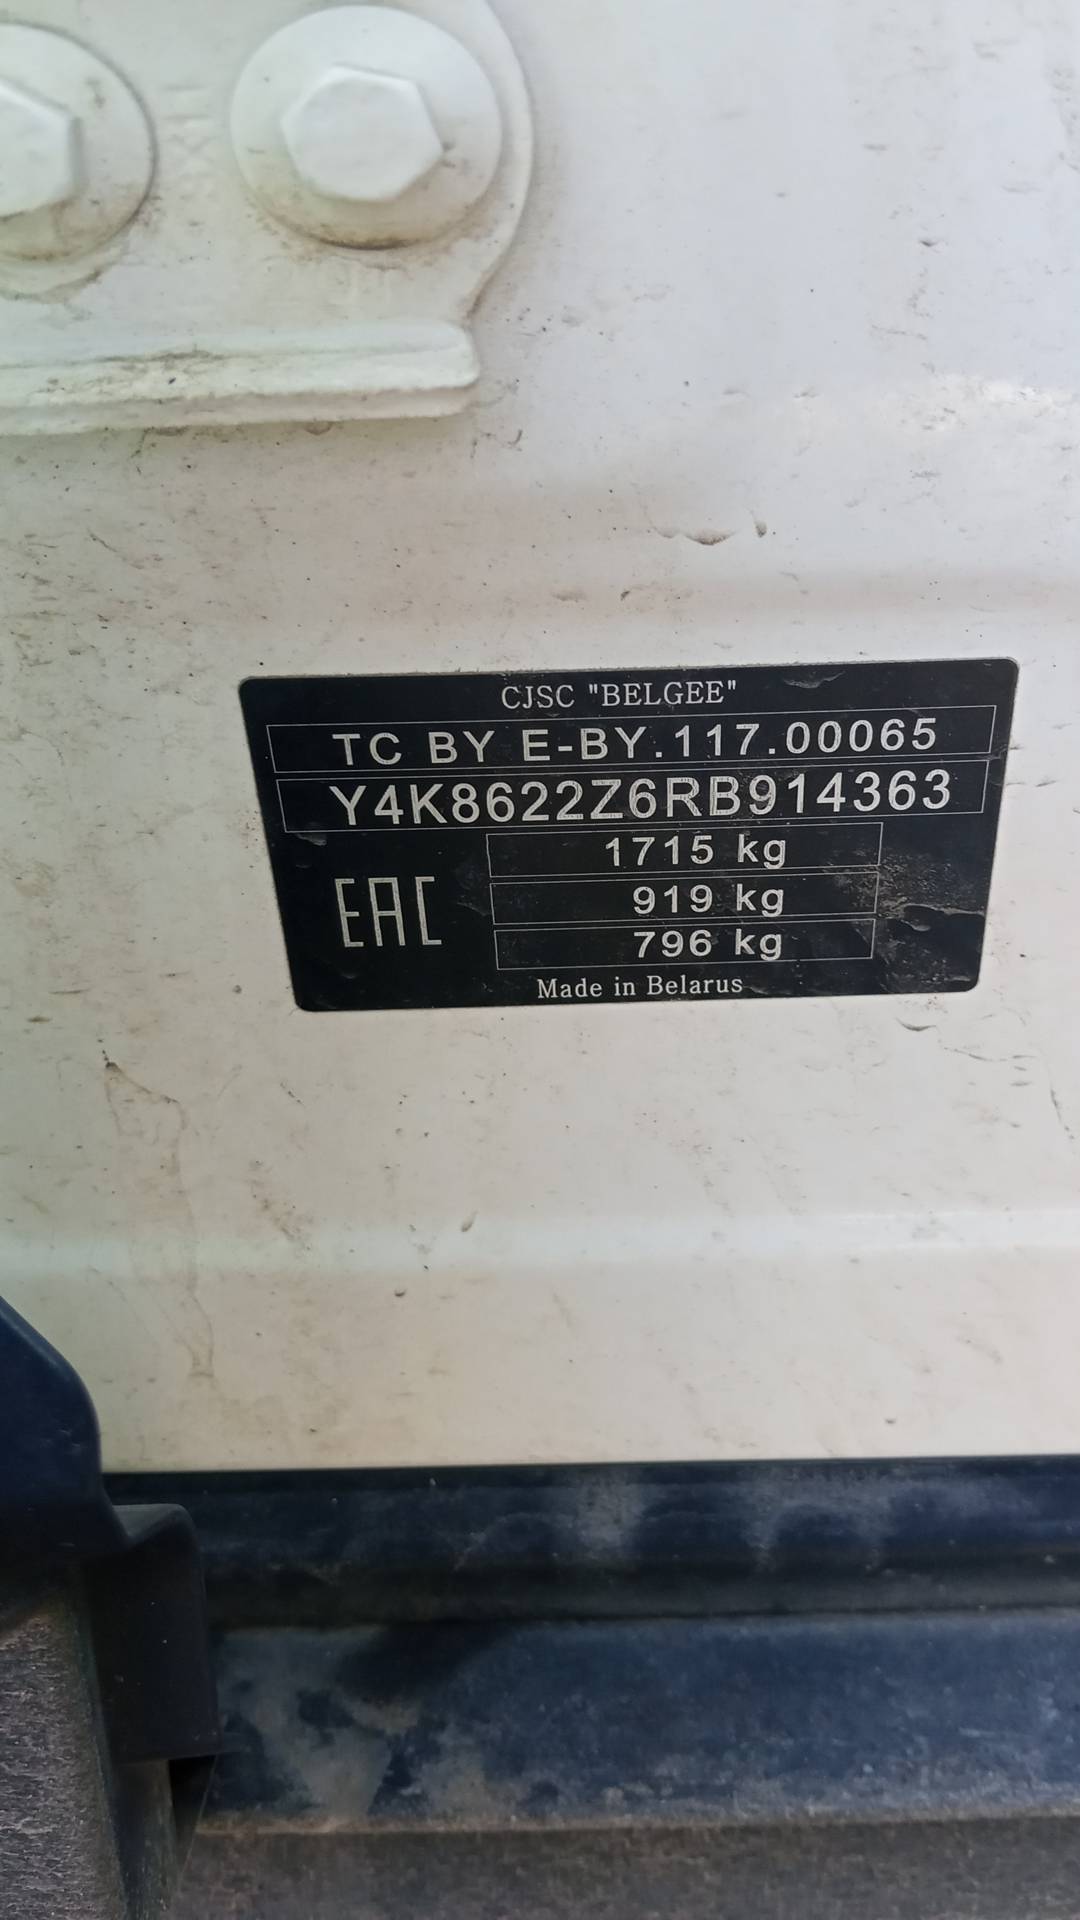 CJSC "BELGEE"
TC BY E-BY.117.00065
Y4K8622Z6RB914363
1715 kg
919 kg
EAC
796 kg
Made in Belarus